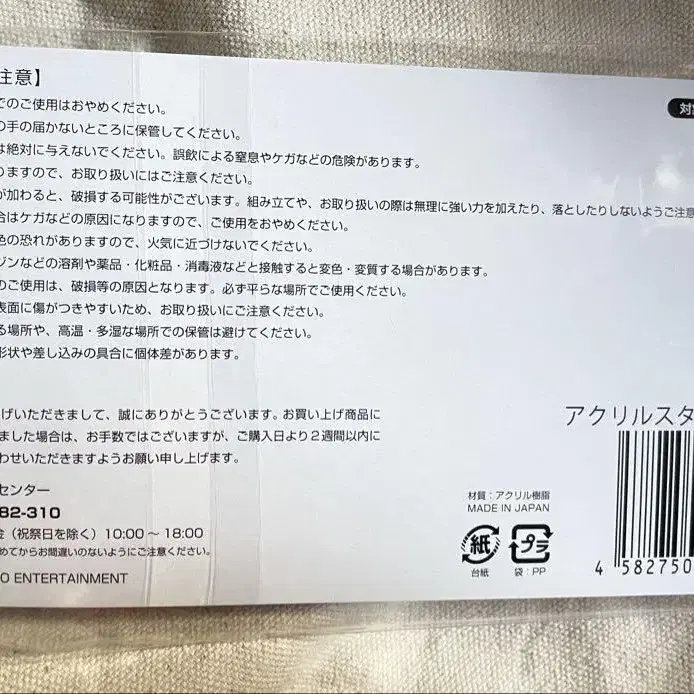 注意】
対
でのご使用はおやめください。
の手の届かないところに保管してください。
は絶対に与えないでください。誤飲による窒息やケガなどの危険があります。
りますので、お取り扱いにはご注意ください。
が加わると、破損する可能性がございます。組み立てや、お取り扱いの際は無理に強い力を加えたり、落としたりしないようご注意
合はケガなどの原因になりますので、ご使用をおやめください。
色の恐れがありますので、火気に近づけないでください。
ジンなどの溶剤や薬品・化粧品・消毒液などと接触すると変色・変質する場合があります。
のご使用は、破損等の原因となります。必ず平らな場所でご使用ください。
表面に傷がつきやすいため、お取り扱いにご注意ください。
る場所や、高温・多湿な場所での保管は避けてください。
形状や差し込みの具合に個体差があります。
げいただきまして、誠にありがとうございます。お買い上げ商品に
ました場合は、お手数ではございますが、ご購入日より2週間以内に
わせいただきますようお願い申し上げます。
センター
82-310
金（祝祭日を除く）10:00～18:00
めてからお間違いのないようにご注意ください。
O ENTERTAINMENT
アクリルスタ
材質：アクリル樹脂
MADE IN JAPAN
紙
台紙
プラ
袋：PP
4 582750